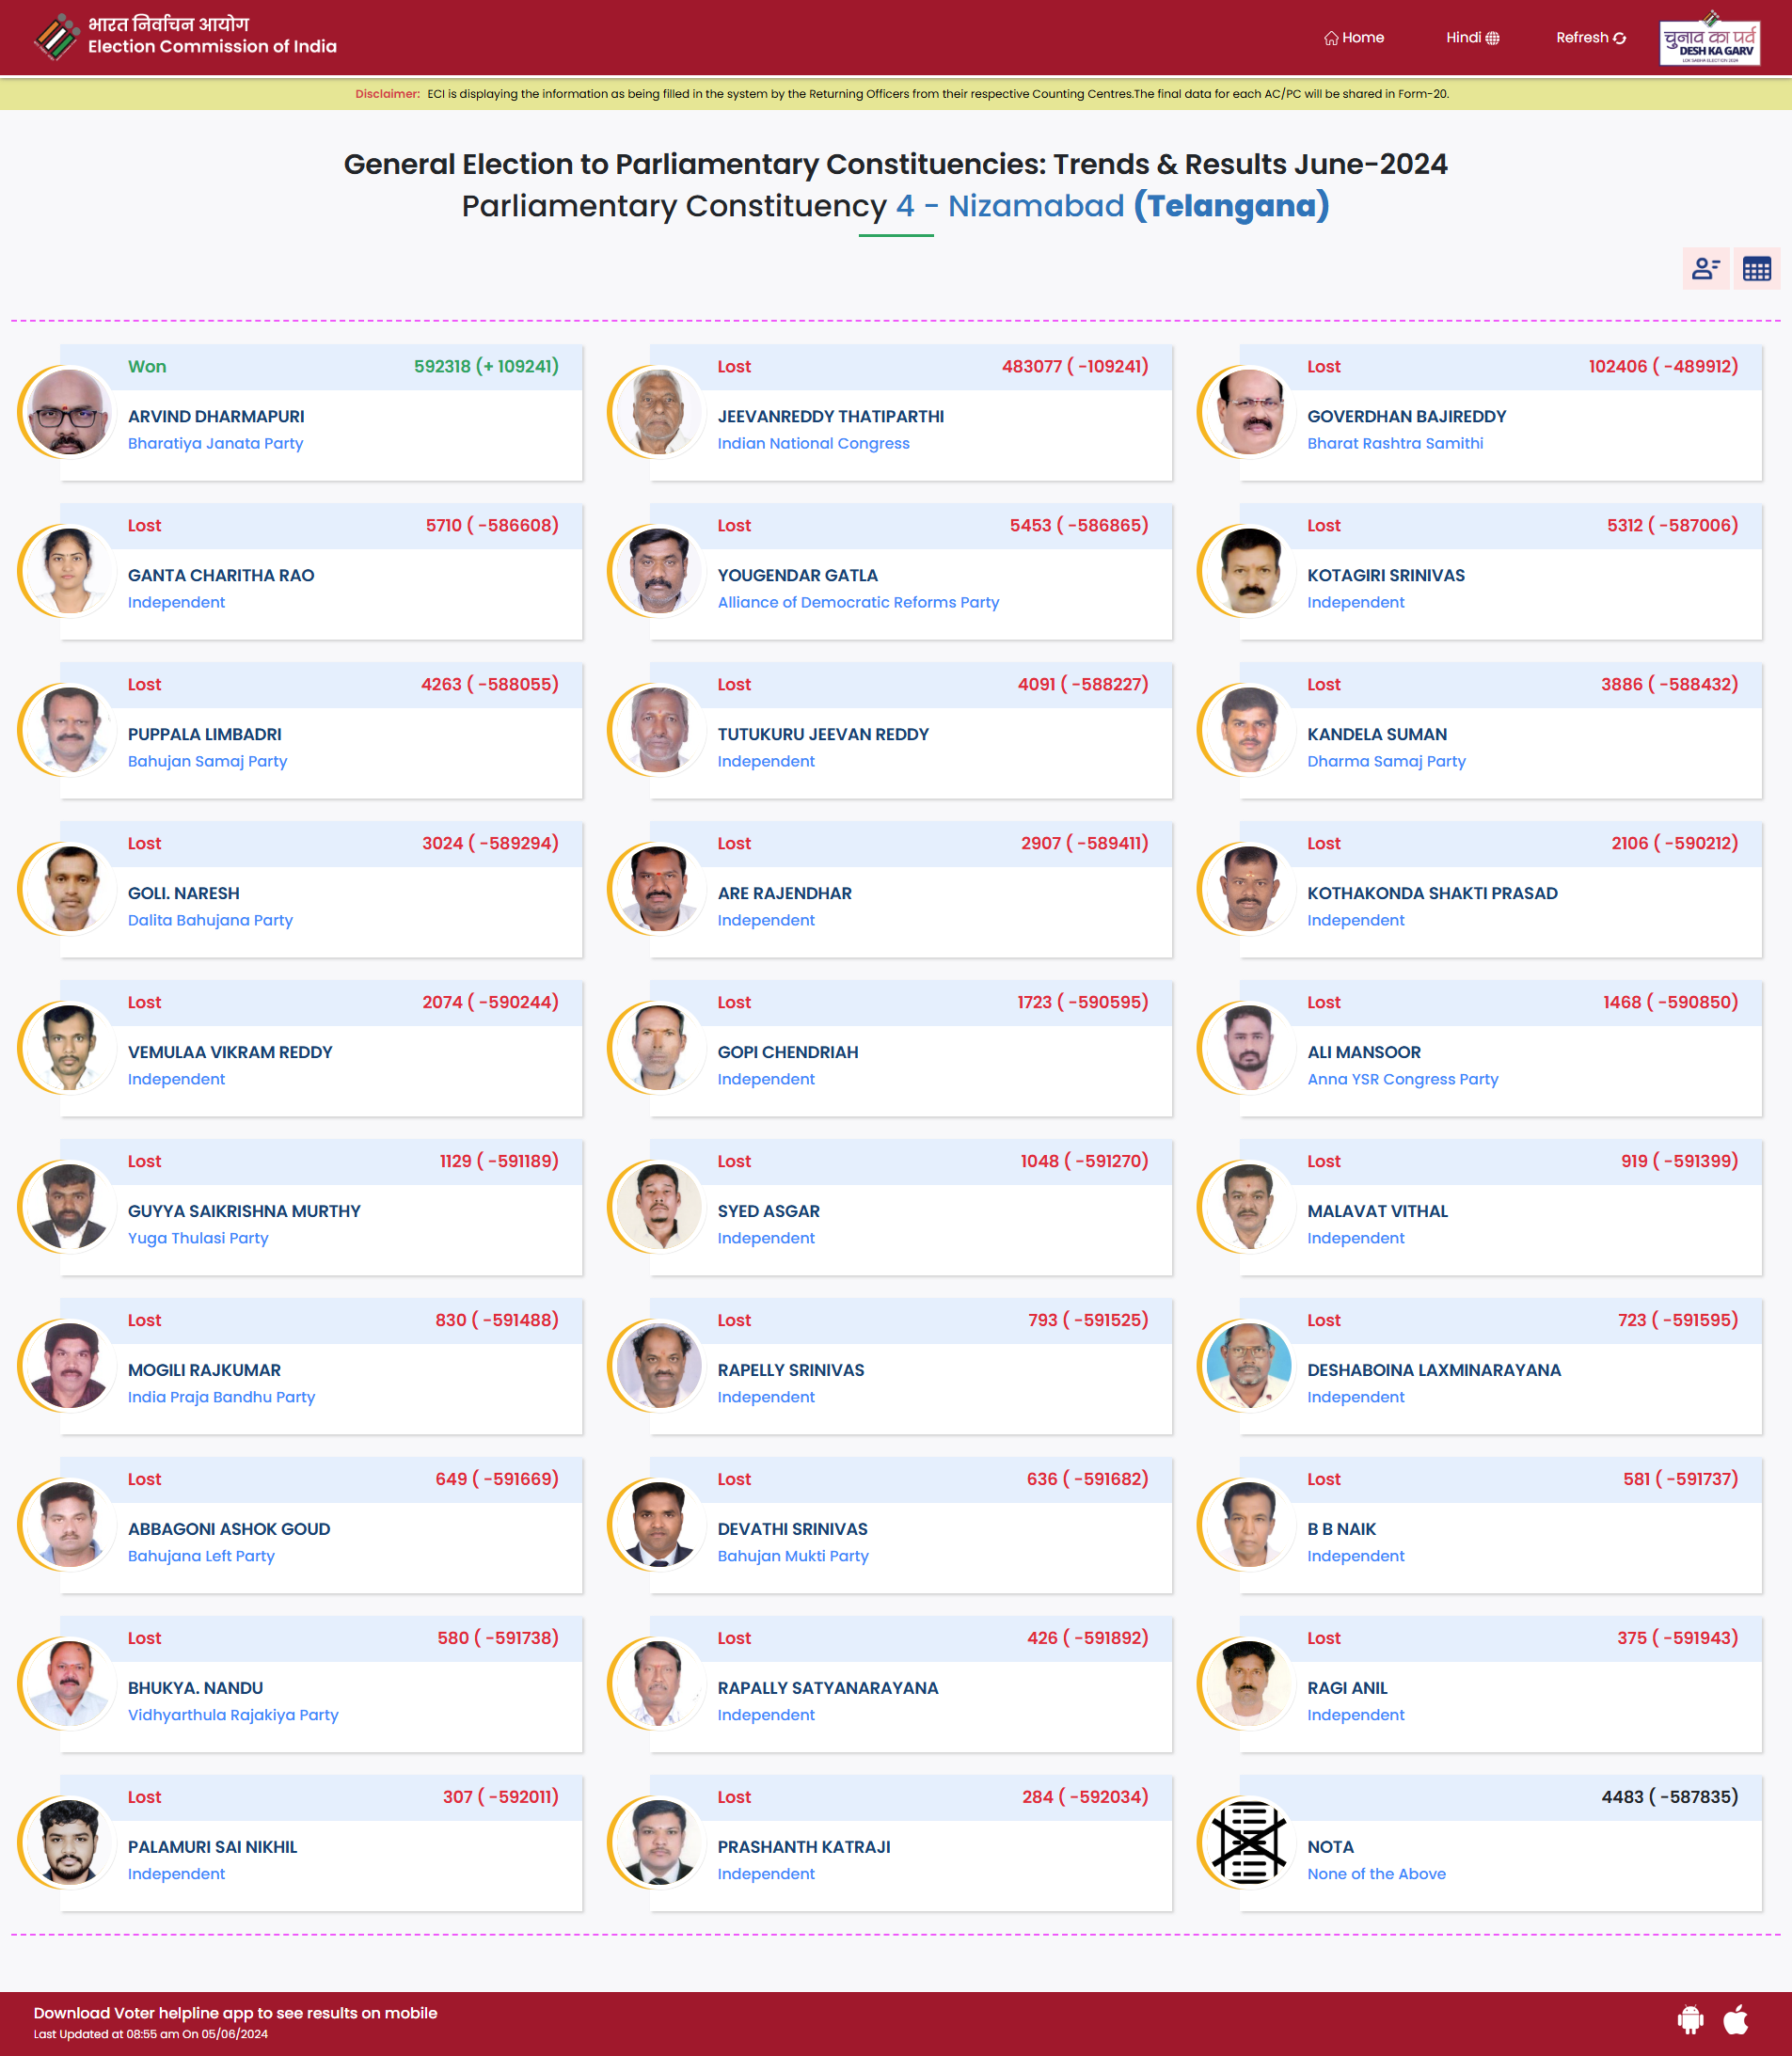 भारत निर्वाचन आयोग
Election Commission of India
Home
Hindi
Refresh
चुनाव का पर्व
DESH KA GARV
LOK SABHA ELECTION 2024
Disclaimer: ECI is displaying the information as being filled in the system by the Returning Officers from their respective Counting Centres.The final data for each AC/PC will be shared in Form-20.
General Election to Parliamentary Constituencies: Trends & Results June-2024
Parliamentary Constituency 4 - Nizamabad (Telangana)
Won 592318 (+ 109241)
ARVIND DHARMAPURI
Bharatiya Janata Party
Lost 483077 ( -109241)
JEEVANREDDY THATIPARTHI
Indian National Congress
Lost 102406 ( -489912)
GOVERDHAN BAJIREDDY
Bharat Rashtra Samithi
Lost 5710 ( -586608)
GANTA CHARITHA RAO
Independent
Lost 5453 ( -586865)
YOUGENDAR GATLA
Alliance of Democratic Reforms Party
Lost 5312 ( -587006)
KOTAGIRI SRINIVAS
Independent
Lost 4263 ( -588055)
PUPPALA LIMBADRI
Bahujan Samaj Party
Lost 4091 ( -588227)
TUTUKURU JEEVAN REDDY
Independent
Lost 3886 ( -588432)
KANDELA SUMAN
Dharma Samaj Party
Lost 3024 ( -589294)
GOLI. NARESH
Dalita Bahujana Party
Lost 2907 ( -589411)
ARE RAJENDHAR
Independent
Lost 2106 ( -590212)
KOTHAKONDA SHAKTI PRASAD
Independent
Lost 2074 ( -590244)
VEMULAA VIKRAM REDDY
Independent
Lost 1723 ( -590595)
GOPI CHENDRIAH
Independent
Lost 1468 ( -590850)
ALI MANSOOR
Anna YSR Congress Party
Lost 1129 ( -591189)
GUYYA SAIKRISHNA MURTHY
Yuga Thulasi Party
Lost 1048 ( -591270)
SYED ASGAR
Independent
Lost 919 ( -591399)
MALAVAT VITHAL
Independent
Lost 830 ( -591488)
MOGILI RAJKUMAR
India Praja Bandhu Party
Lost 793 ( -591525)
RAPELLY SRINIVAS
Independent
Lost 723 ( -591595)
DESHABOINA LAXMINARAYANA
Independent
Lost 649 ( -591669)
ABBAGONI ASHOK GOUD
Bahujana Left Party
Lost 636 ( -591682)
DEVATHI SRINIVAS
Bahujan Mukti Party
Lost 581 ( -591737)
B B NAIK
Independent
Lost 580 ( -591738)
BHUKYA. NANDU
Vidhyarthula Rajakiya Party
Lost 426 ( -591892)
RAPALLY SATYANARAYANA
Independent
Lost 375 ( -591943)
RAGI ANIL
Independent
Lost 307 ( -592011)
PALAMURI SAI NIKHIL
Independent
Lost 284 ( -592034)
PRASHANTH KATRAJI
Independent
4483 ( -587835)
NOTA
None of the Above
Download Voter helpline app to see results on mobile
Last Updated at 08:55 am On 05/06/2024